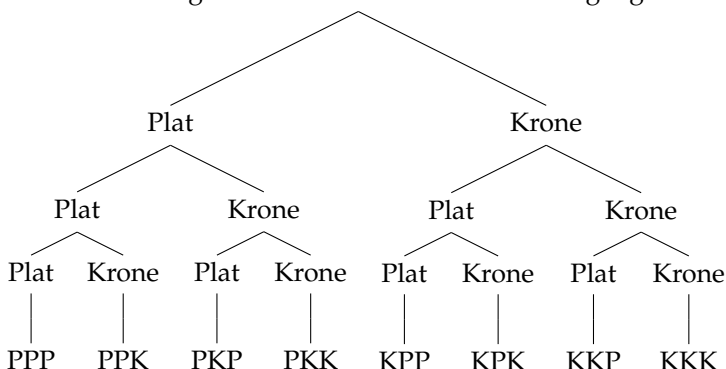 Plat Krone
Plat Krone Plat Krone
Plat Krone Plat Krone Plat Krone Plat Krone
PPP PPK PKP PKK KPP KPK KKP KKK